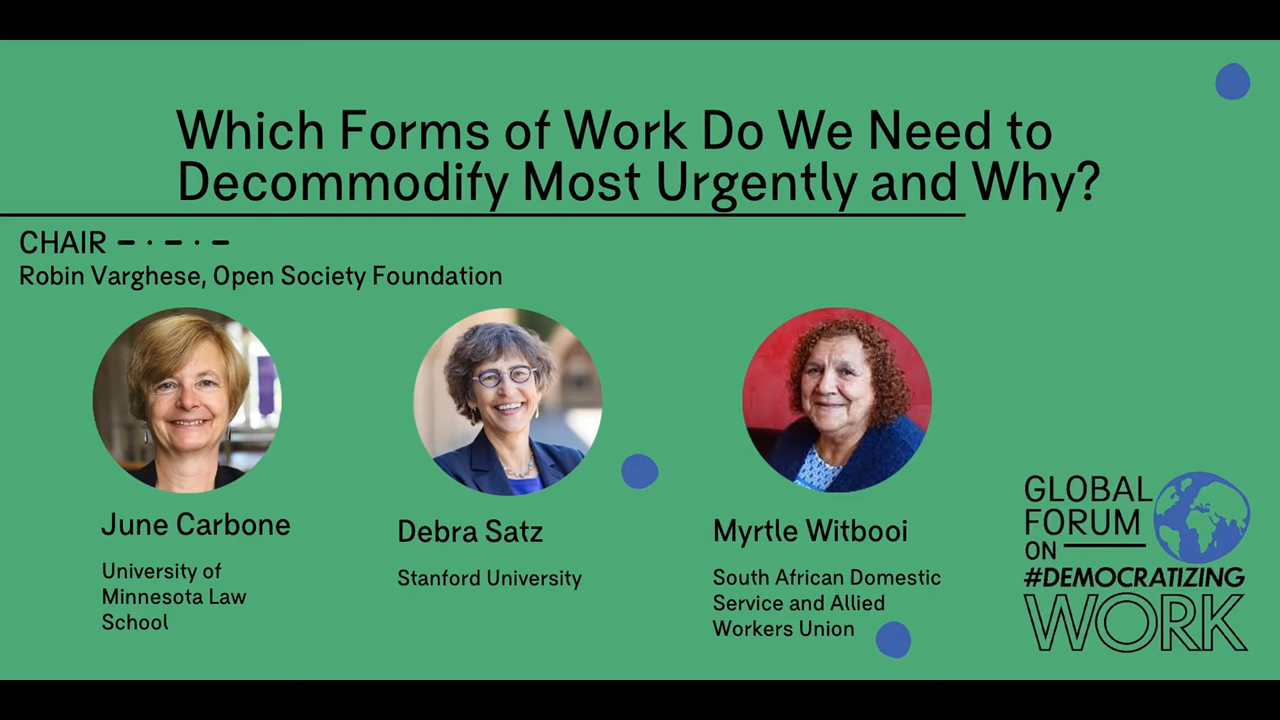 Which Forms of Work Do We Need to
Decommodify Most Urgently and Why?
CHAIR
Robin Varghese, Open Society Foundation
June Carbone
University of
Minnesota Law
School
Debra Satz
Stanford University
Myrtle Witbooi
South African Domestic
Service and Allied
Workers Union
GLOBAL
FORUM
ON
#DEMOCRATIZING
WORK